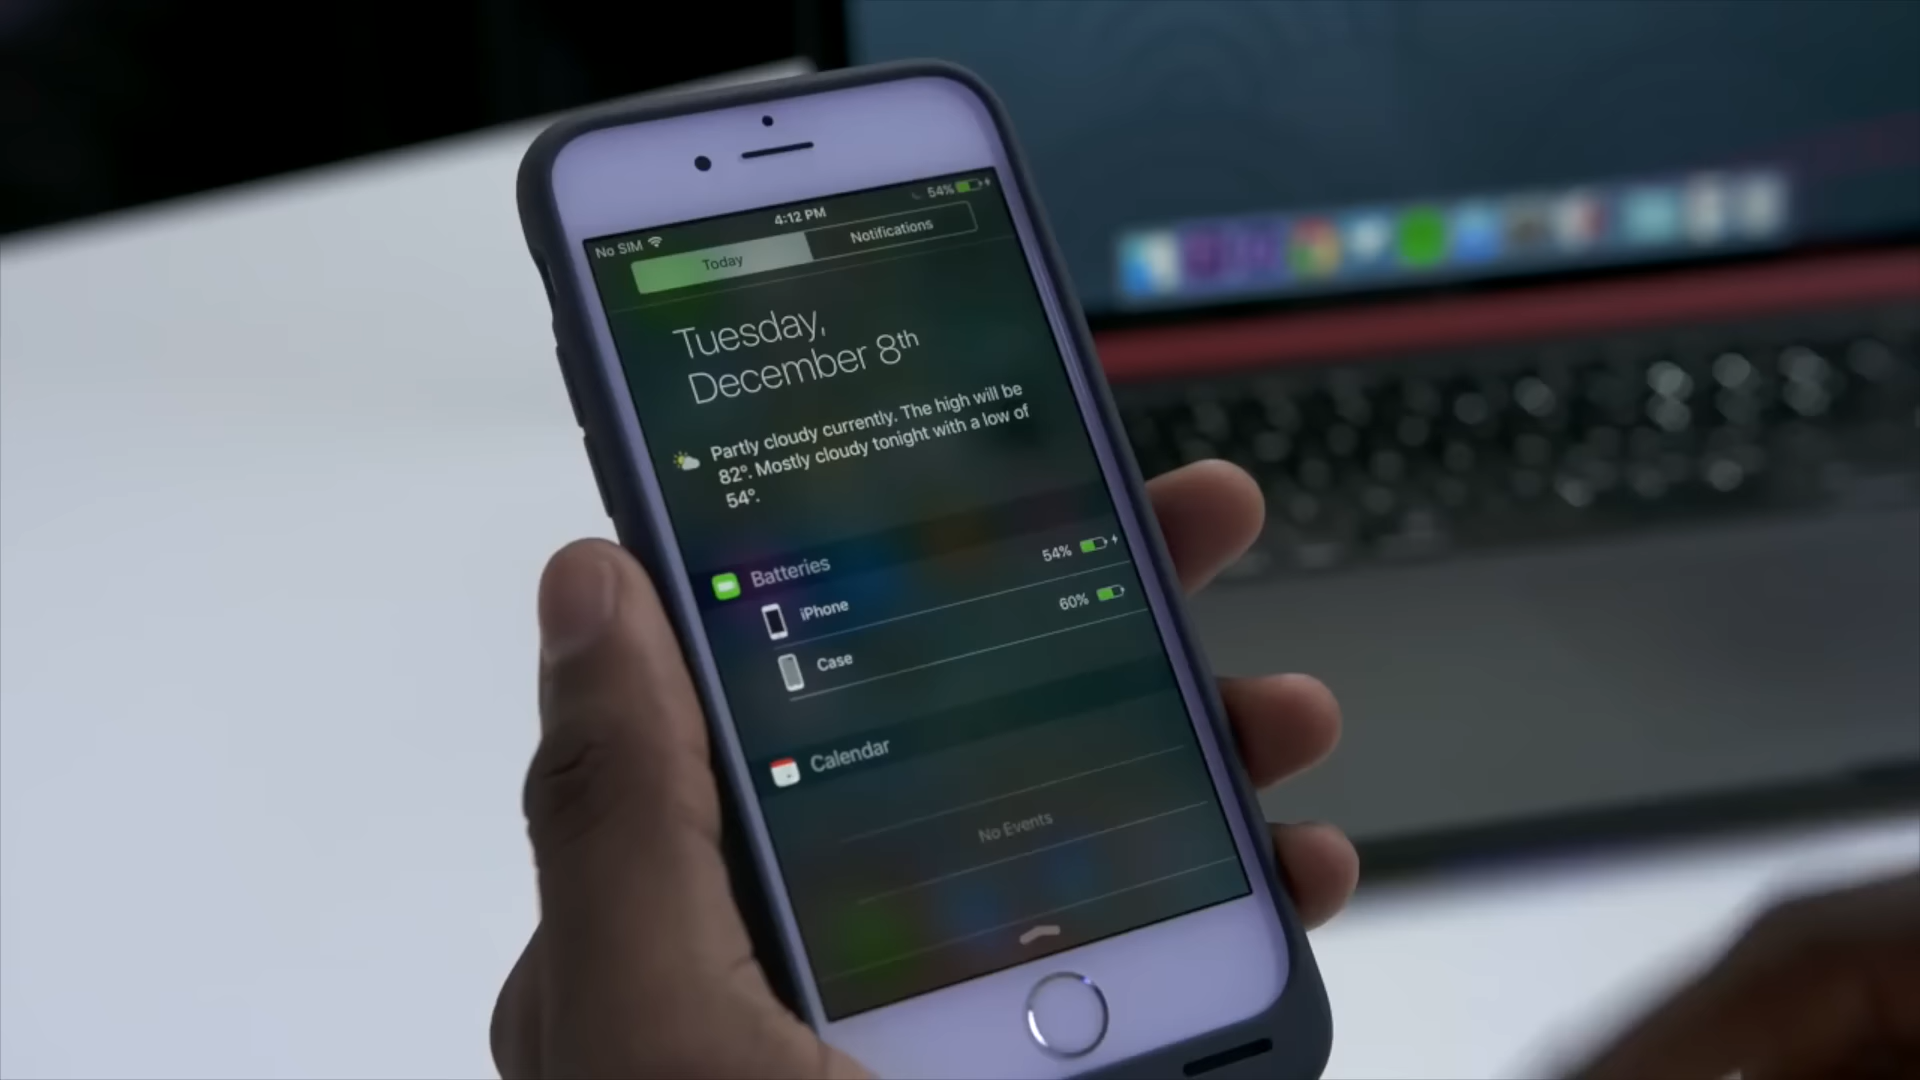 No SIM 4:12 PM 54%
Today Notifications
Tuesday,
December 8th
Partly cloudy currently. The high will be
82°. Mostly cloudy tonight with a low of
54°.
Batteries
iPhone 54%
Case 60%
Calendar
No Events